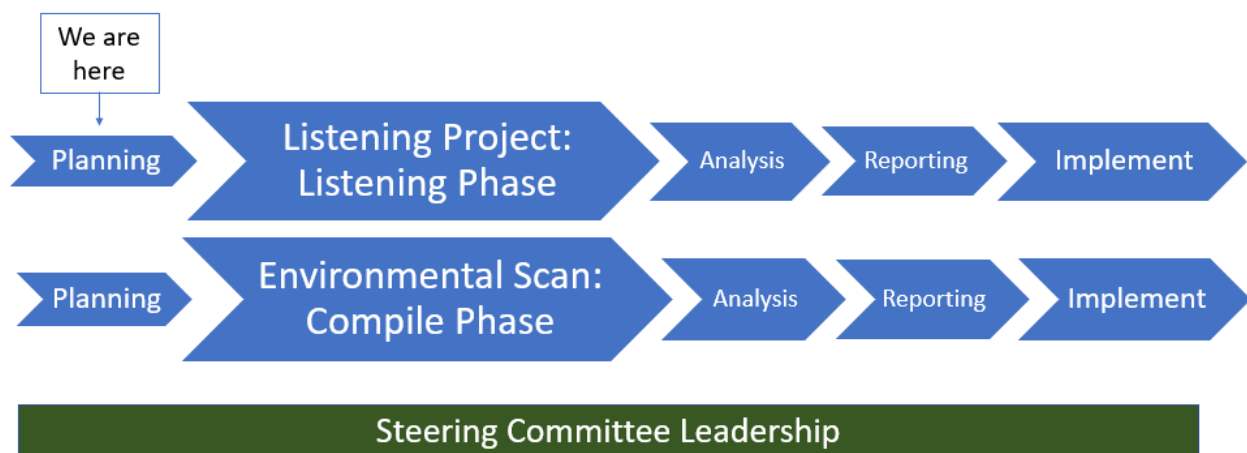 We are
here
Planning
Listening Project:
Listening Phase
Analysis
Reporting
Implement
Planning
Environmental Scan:
Compile Phase
Analysis
Reporting
Implement
Steering Committee Leadership